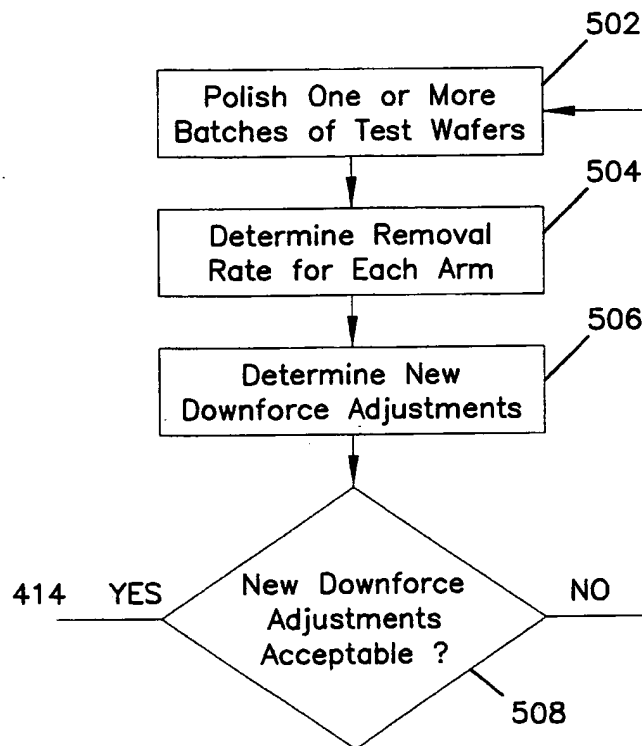 502
Polish One or More
Batches of Test Wafers
504
Determine Removal
Rate for Each Arm
506
Determine New
Downforce Adjustments
414 YES
New Downforce
Adjustments
Acceptable ?
NO
508